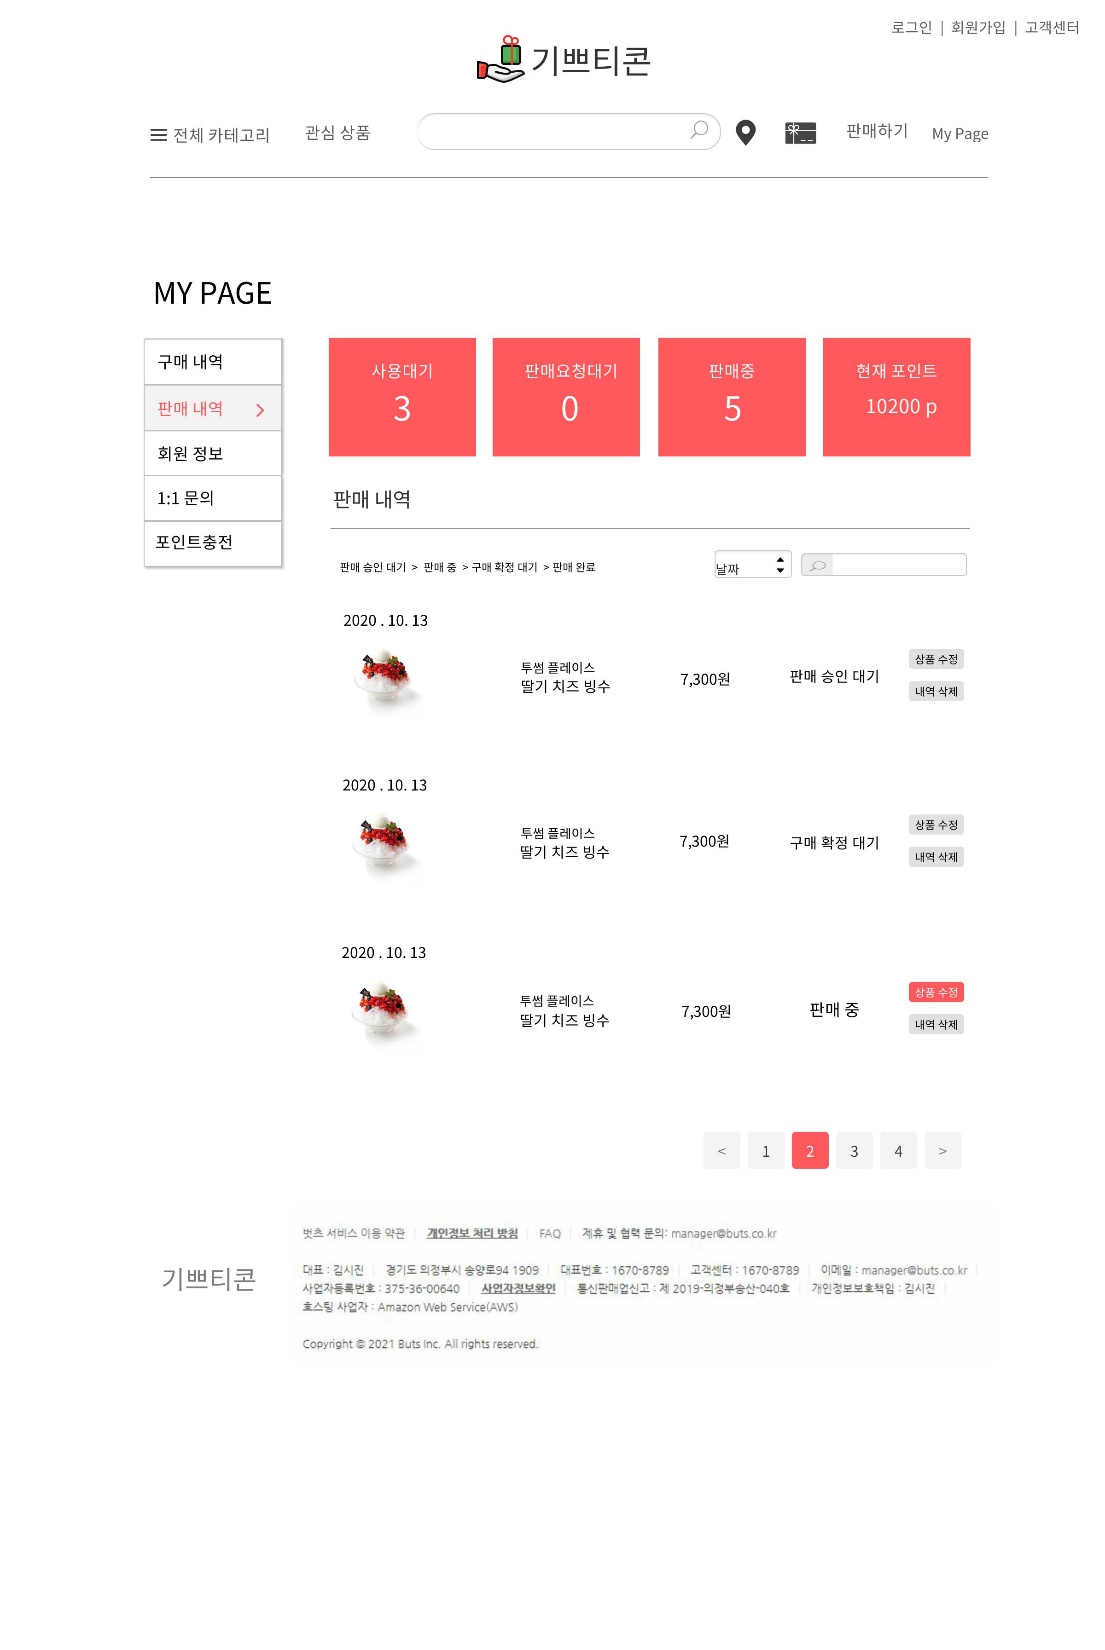 로그인 | 회원가입 | 고객센터
기쁘티콘
전체 카테고리 관심 상품 판매하기 My Page
MY PAGE
구매 내역
판매 내역 >
회원 정보
1:1 문의
포인트충전
사용대기 판매요청대기 판매중 현재 포인트
3 0 5 10200 p
판매 내역
판매 승인 대기 > 판매 중 > 구매 확정 대기 > 판매 완료 날짜
2020 . 10. 13
투썸 플레이스
딸기 치즈 빙수
7,300원
판매 승인 대기
상품 수정
내역 삭제
2020 . 10. 13
투썸 플레이스
딸기 치즈 빙수
7,300원
구매 확정 대기
상품 수정
내역 삭제
2020 . 10. 13
투썸 플레이스
딸기 치즈 빙수
7,300원
판매 중
상품 수정
내역 삭제
< 1 2 3 4 >
기쁘티콘
벗츠 서비스 이용 약관 | 개인정보 처리 방침 | FAQ | 제휴 및 협력 문의: manager@buts.co.kr
대표 : 김시진 | 경기도 의정부시 송양로94 1909 | 대표번호 : 1670-8789 | 고객센터 : 1670-8789 | 이메일 : manager@buts.co.kr |
사업자등록번호 : 375-36-00640 | 사업자정보확인 | 통신판매업신고 : 제 2019-의정부송산-040호 | 개인정보보호책임 : 김시진 |
호스팅 사업자 : Amazon Web Service(AWS)
Copyright © 2021 Buts Inc. All rights reserved.